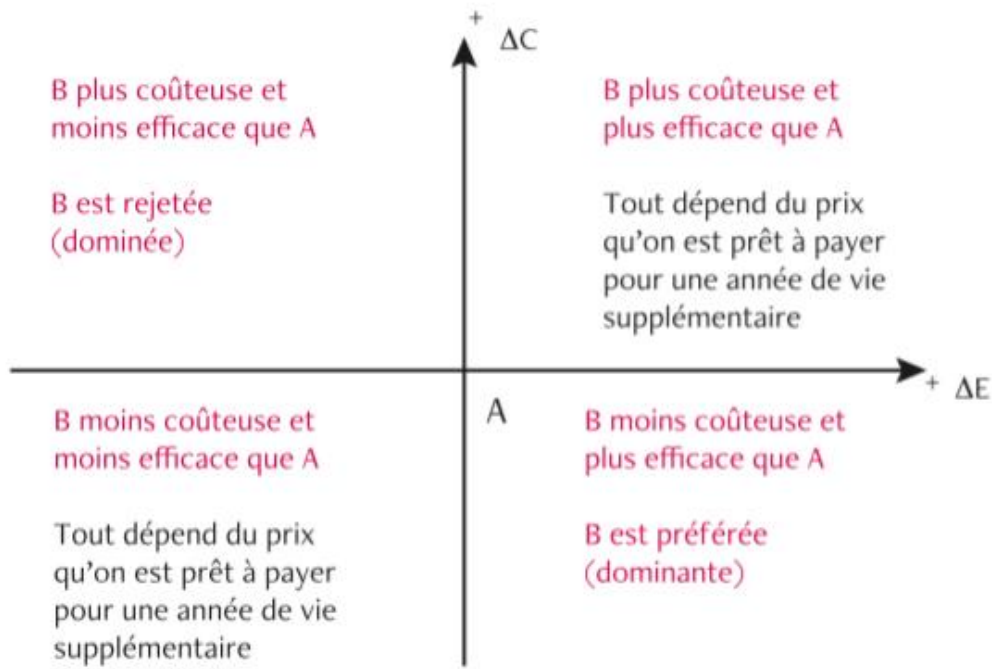 +
ΔC
B plus coûteuse et
moins efficace que A
B est rejetée
(dominée)
B plus coûteuse et
plus efficace que A
Tout dépend du prix
qu'on est prêt à payer
pour une année de vie
supplémentaire
+ ΔE
A
B moins coûteuse et
moins efficace que A
Tout dépend du prix
qu'on est prêt à payer
pour une année de vie
supplémentaire
B moins coûteuse et
plus efficace que A
B est préférée
(dominante)